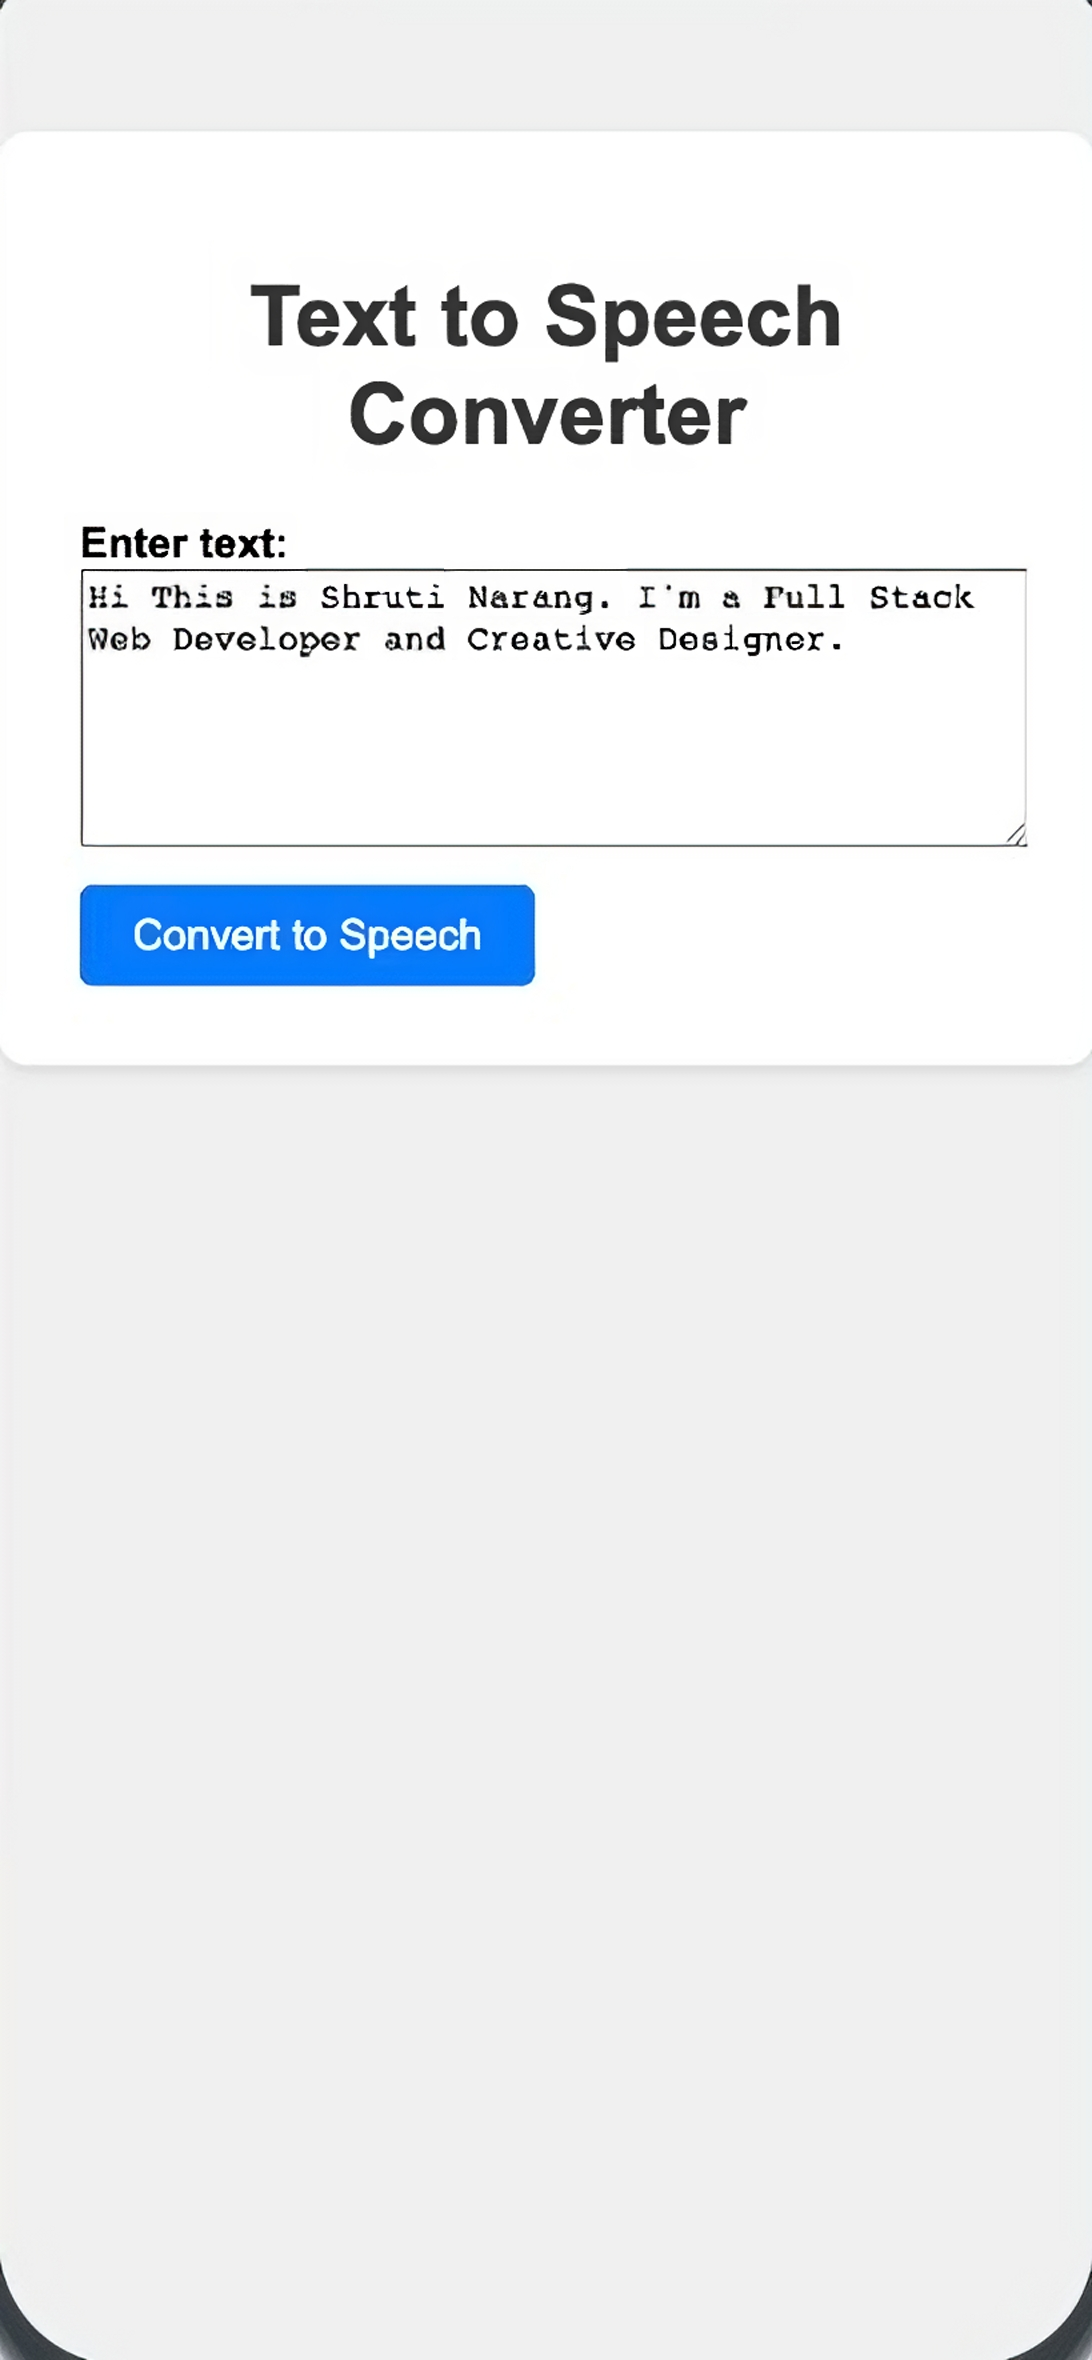 Text to Speech
Converter
Enter text:
Hi This is Shruti Narang. I'm a Full Stack
Web Developer and Creative Designer.
Convert to Speech